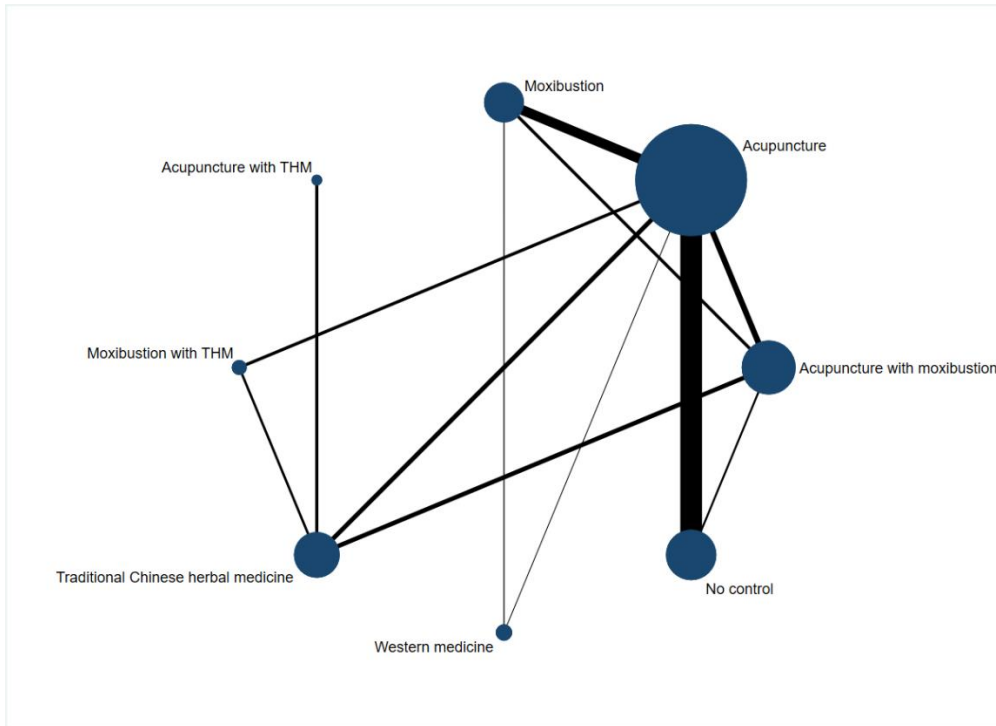 Moxibustion
Acupuncture
Acupuncture with THM
Moxibustion with THM
Acupuncture with moxibustion
Traditional Chinese herbal medicine
No control
Western medicine